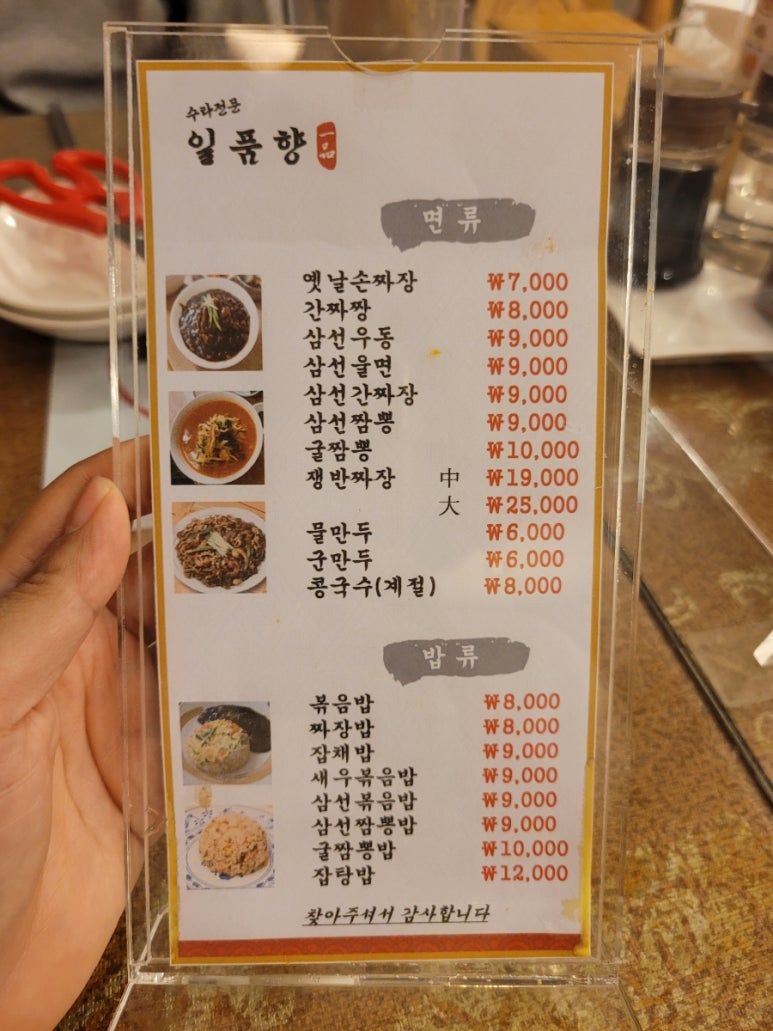 수타전문
일품향 一品
면류
옛날손짜장 ₩7,000
간짜짱 ₩8,000
삼선우동 ₩9,000
삼선울면 ₩9,000
삼선간짜장 ₩9,000
삼선짬뽕 ₩9,000
굴짬뽕 ₩10,000
쟁반짜장 中 ₩19,000
大 ₩25,000
물만두 ₩6,000
군만두 ₩6,000
콩국수(계절) ₩8,000
밥류
볶음밥 ₩8,000
짜장밥 ₩8,000
잡채밥 ₩9,000
새우볶음밥 ₩9,000
삼선볶음밥 ₩9,000
삼선짬뽕밥 ₩9,000
굴짬뽕밥 ₩10,000
잡탕밥 ₩12,000
찾아주셔서 감사합니다